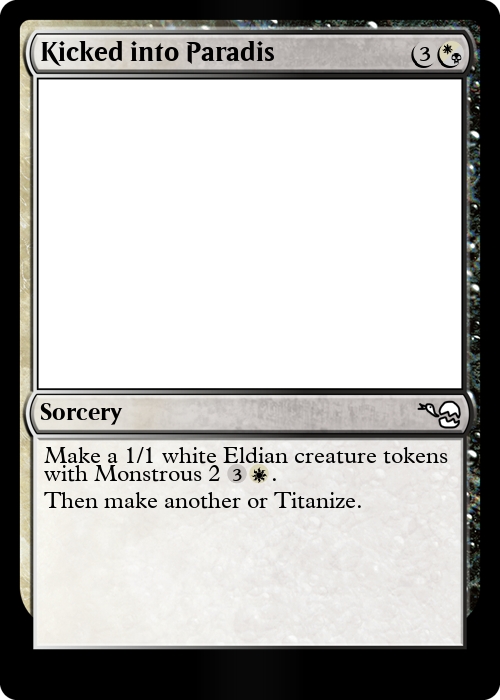 Kicked into Paradis 3
Sorcery
Make a 1/1 white Eldian creature tokens
with Monstrous 2 3 .
Then make another or Titanize.